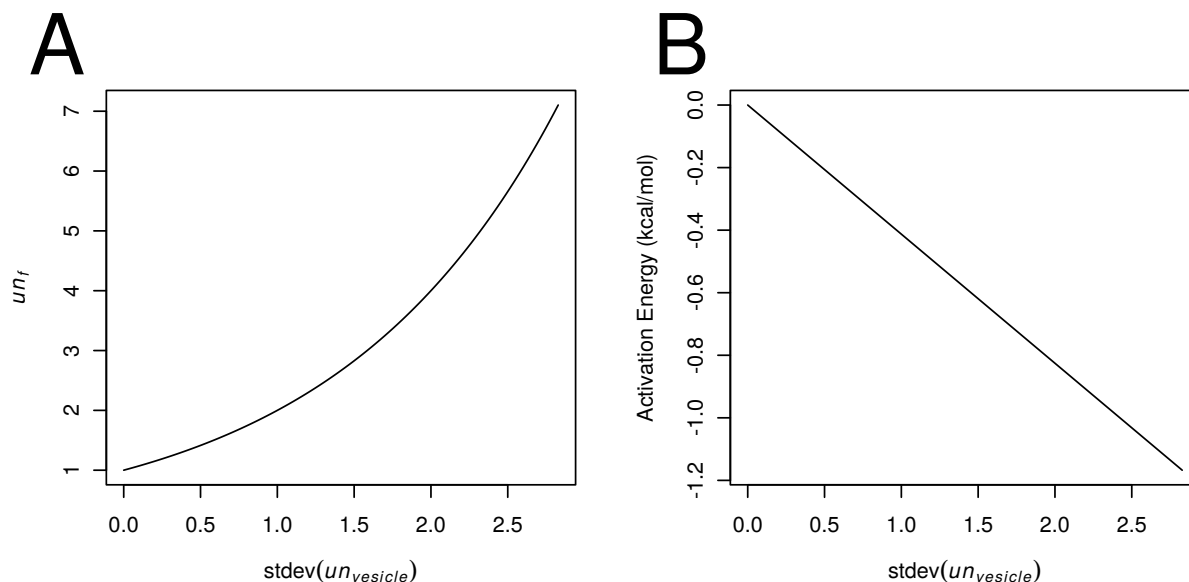 A
un_f
7
6
5
4
3
2
1
0.0 0.5 1.0 1.5 2.0 2.5
stdev(un_vesicle)
B
Activation Energy (kcal/mol)
0.0
-0.2
-0.4
-0.6
-0.8
-1.0
-1.2
0.0 0.5 1.0 1.5 2.0 2.5
stdev(un_vesicle)